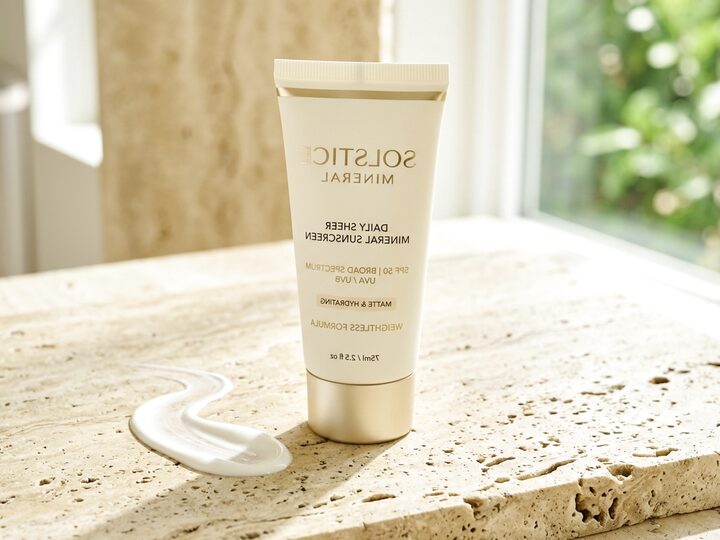 SOLSTICE
MINERAL
DAILY SHEER
MINERAL SUNSCREEN
SPF 50 | BROAD SPECTRUM
UVA / UVB
MATTE & HYDRATING
WEIGHTLESS FORMULA
75ml / 2.5 fl oz